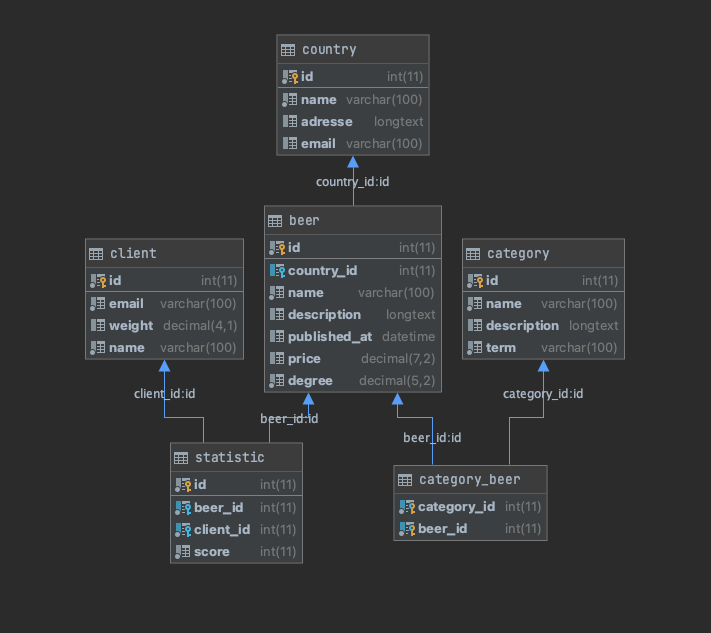 country
id int(11)
name varchar(100)
adresse longtext
email varchar(100)
country_id:id
beer
id int(11)
country_id int(11)
name varchar(100)
description longtext
published_at datetime
price decimal(7,2)
degree decimal(5,2)
client
id int(11)
email varchar(100)
weight decimal(4,1)
name varchar(100)
category
id int(11)
name varchar(100)
description longtext
term varchar(100)
client_id:id
beer_id:id
beer_id:id
category_id:id
statistic
id int(11)
beer_id int(11)
client_id int(11)
score int(11)
category_beer
category_id int(11)
beer_id int(11)